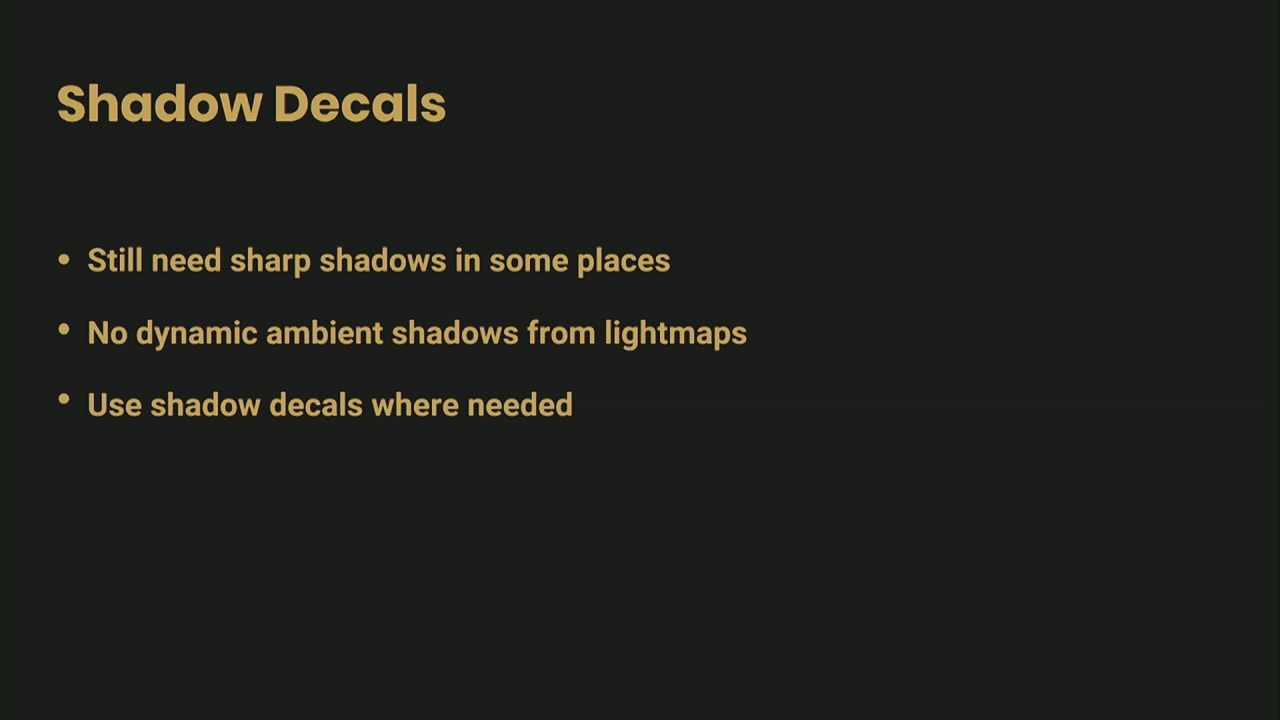 Shadow Decals
• Still need sharp shadows in some places
• No dynamic ambient shadows from lightmaps
• Use shadow decals where needed